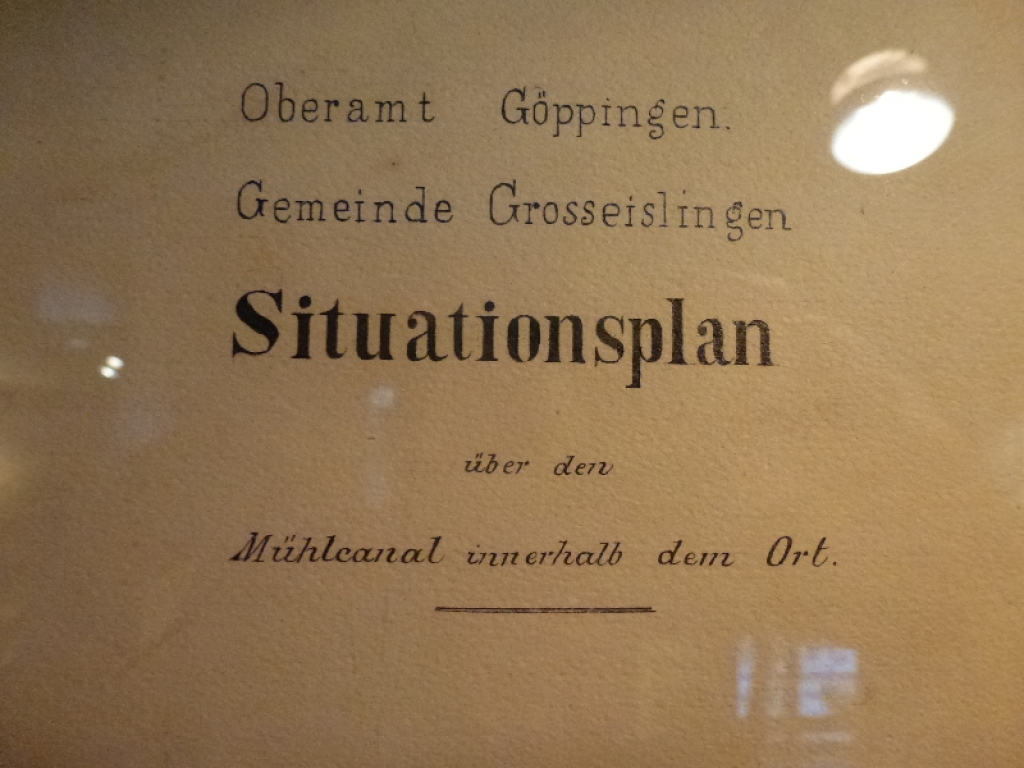 Oberamt Göppingen.
Gemeinde Grosseislingen
Situationsplan
über den
Mühlcanal innerhalb dem Ort.